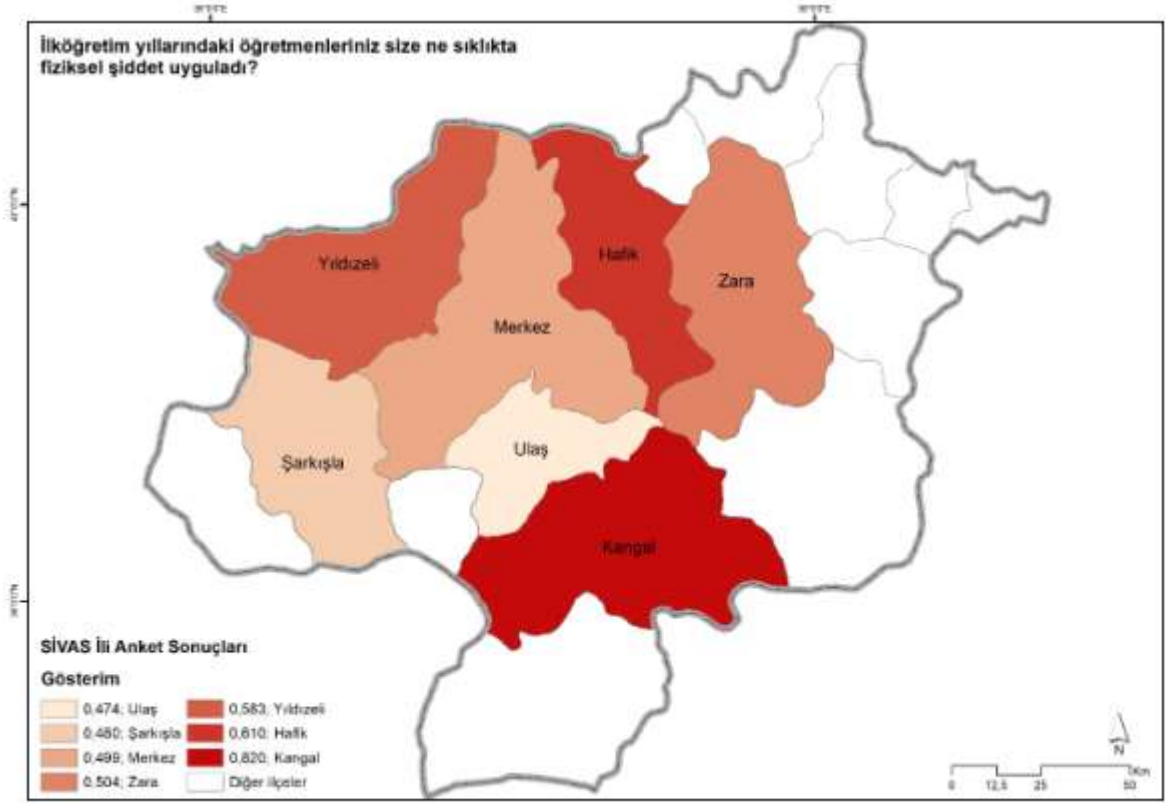 İlköğretim yıllarındaki öğretmenleriniz size ne sıklıkta
fiziksel şiddet uyguladı?
Yıldızeli
Hafik
Zara
Merkez
Ulaş
Şarkışla
Kangal
SİVAS İli Anket Sonuçları
Gösterim
0,474; Ulaş
0,480; Şarkışla
0,499; Merkez
0,504; Zara
0,583; Yıldızeli
0,610; Hafik
0,820; Kangal
Diğer ilçeler
N
Km
0 12,5 25 50